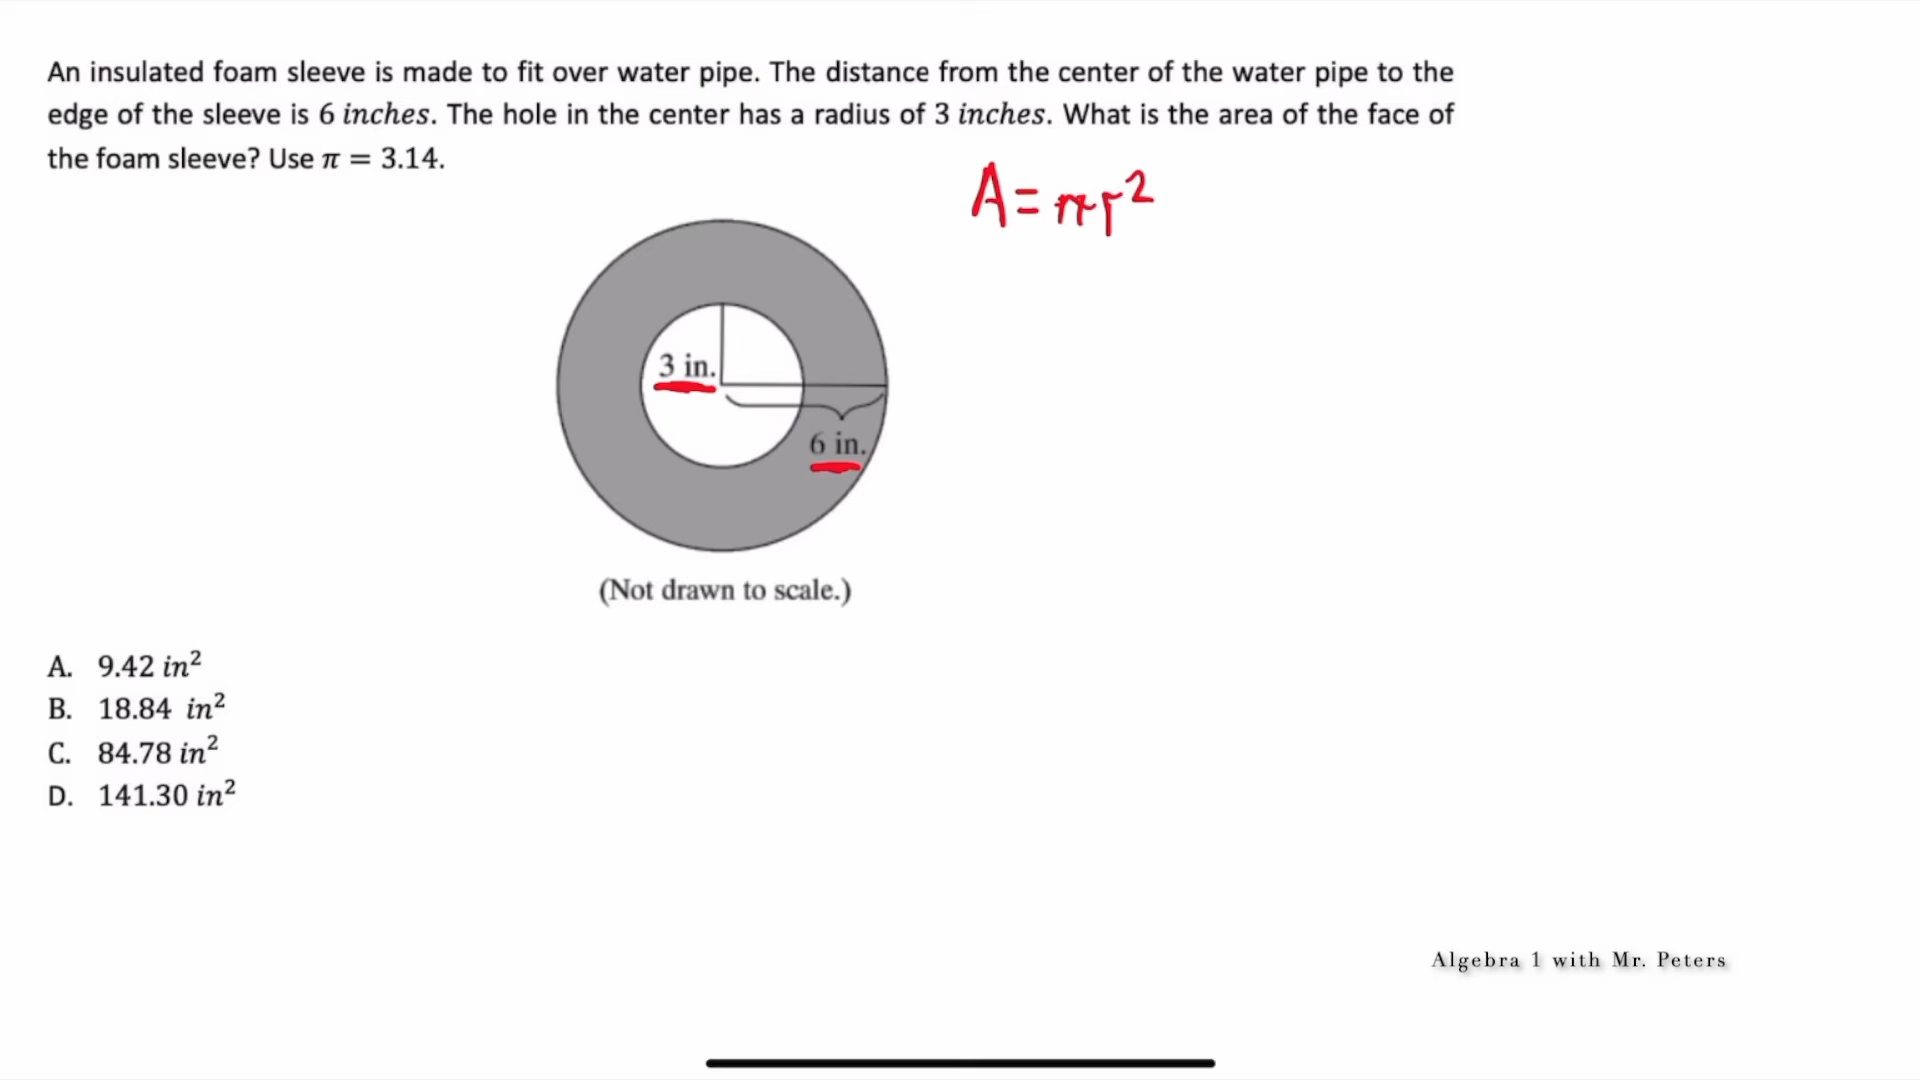 An insulated foam sleeve is made to fit over water pipe. The distance from the center of the water pipe to the
edge of the sleeve is 6 inches. The hole in the center has a radius of 3 inches. What is the area of the face of
the foam sleeve? Use π = 3.14.
A = πr²
3 in.
6 in.
(Not drawn to scale.)
A. 9.42 in²
B. 18.84 in²
C. 84.78 in²
D. 141.30 in²
Algebra 1 with Mr. Peters